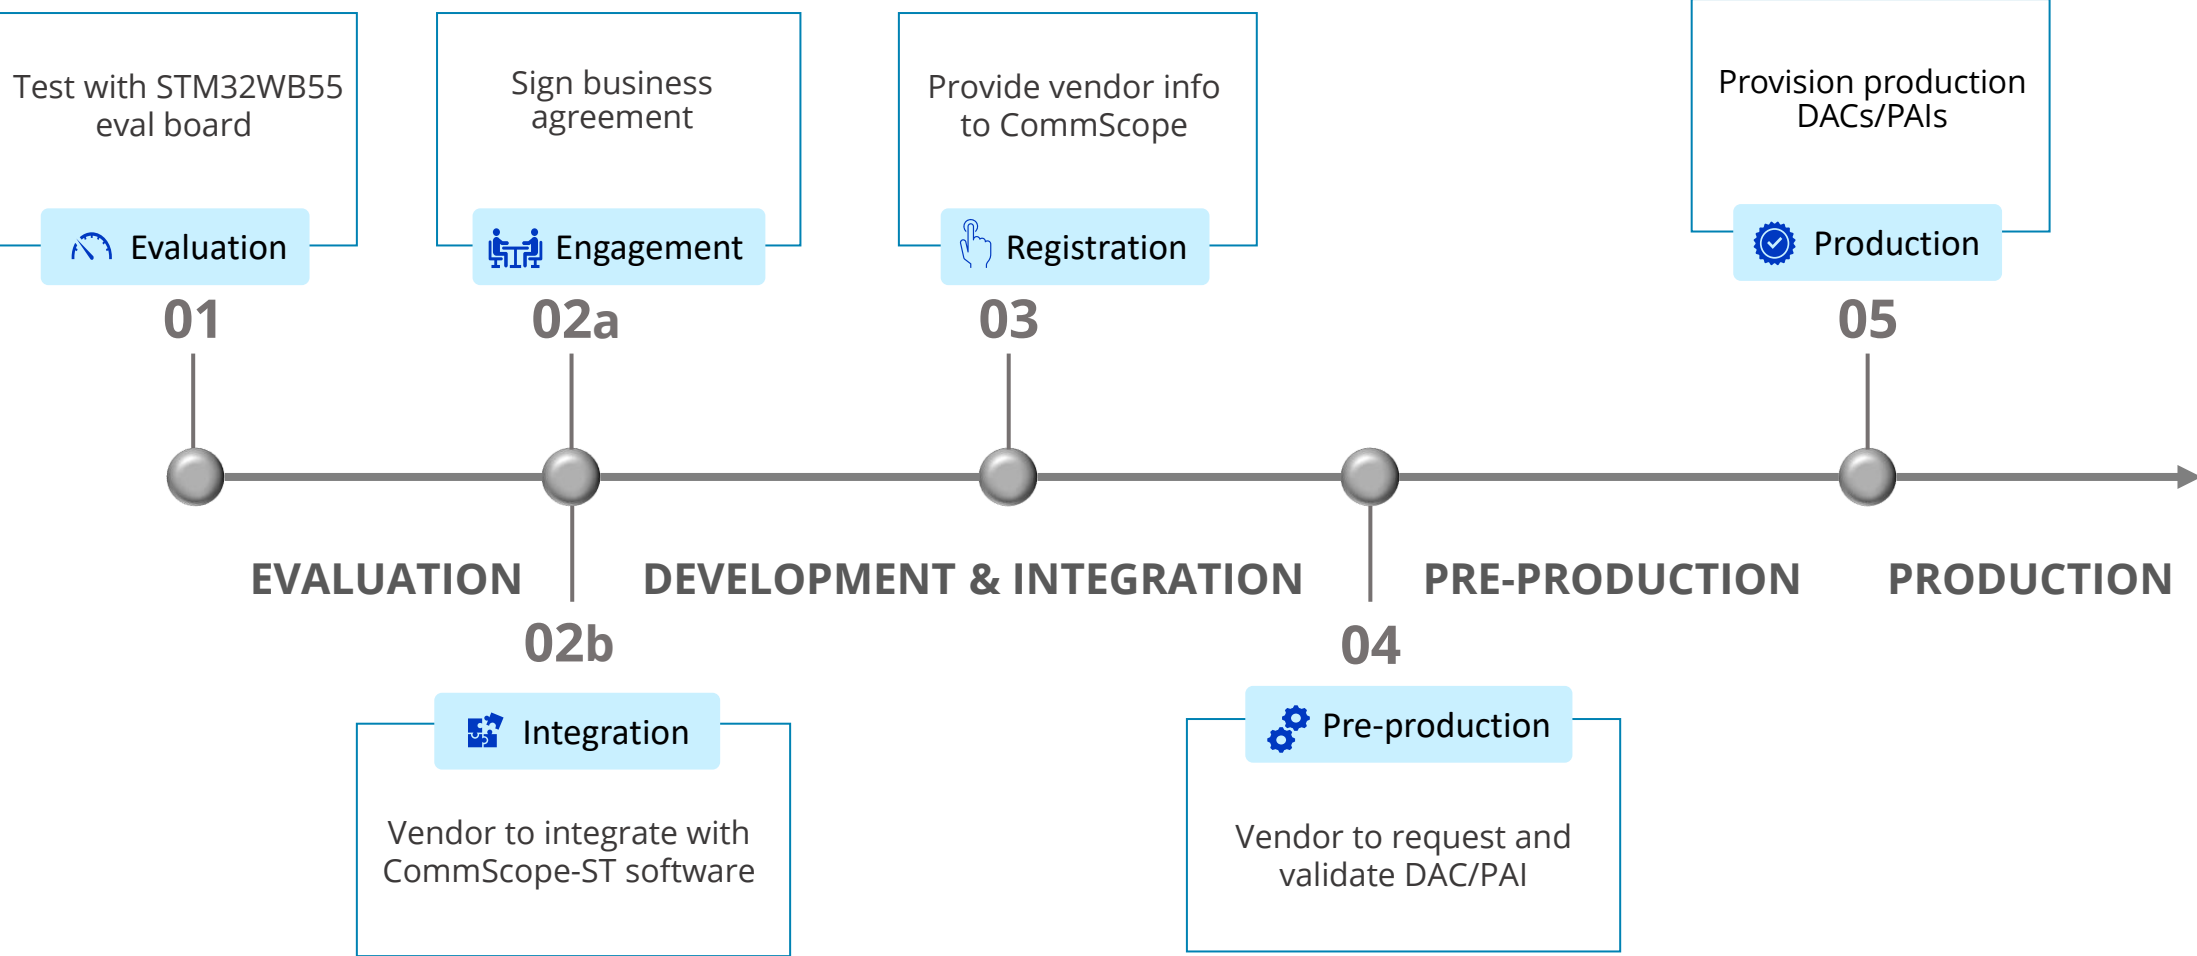 Test with STM32WB55
eval board
Evaluation
01
Sign business
agreement
Engagement
02a
Provide vendor info
to CommScope
Registration
03
Provision production
DACs/PAIs
Production
05
EVALUATION
DEVELOPMENT & INTEGRATION
PRE-PRODUCTION
PRODUCTION
02b
Integration
Vendor to integrate with
CommScope-ST software
04
Pre-production
Vendor to request and
validate DAC/PAI